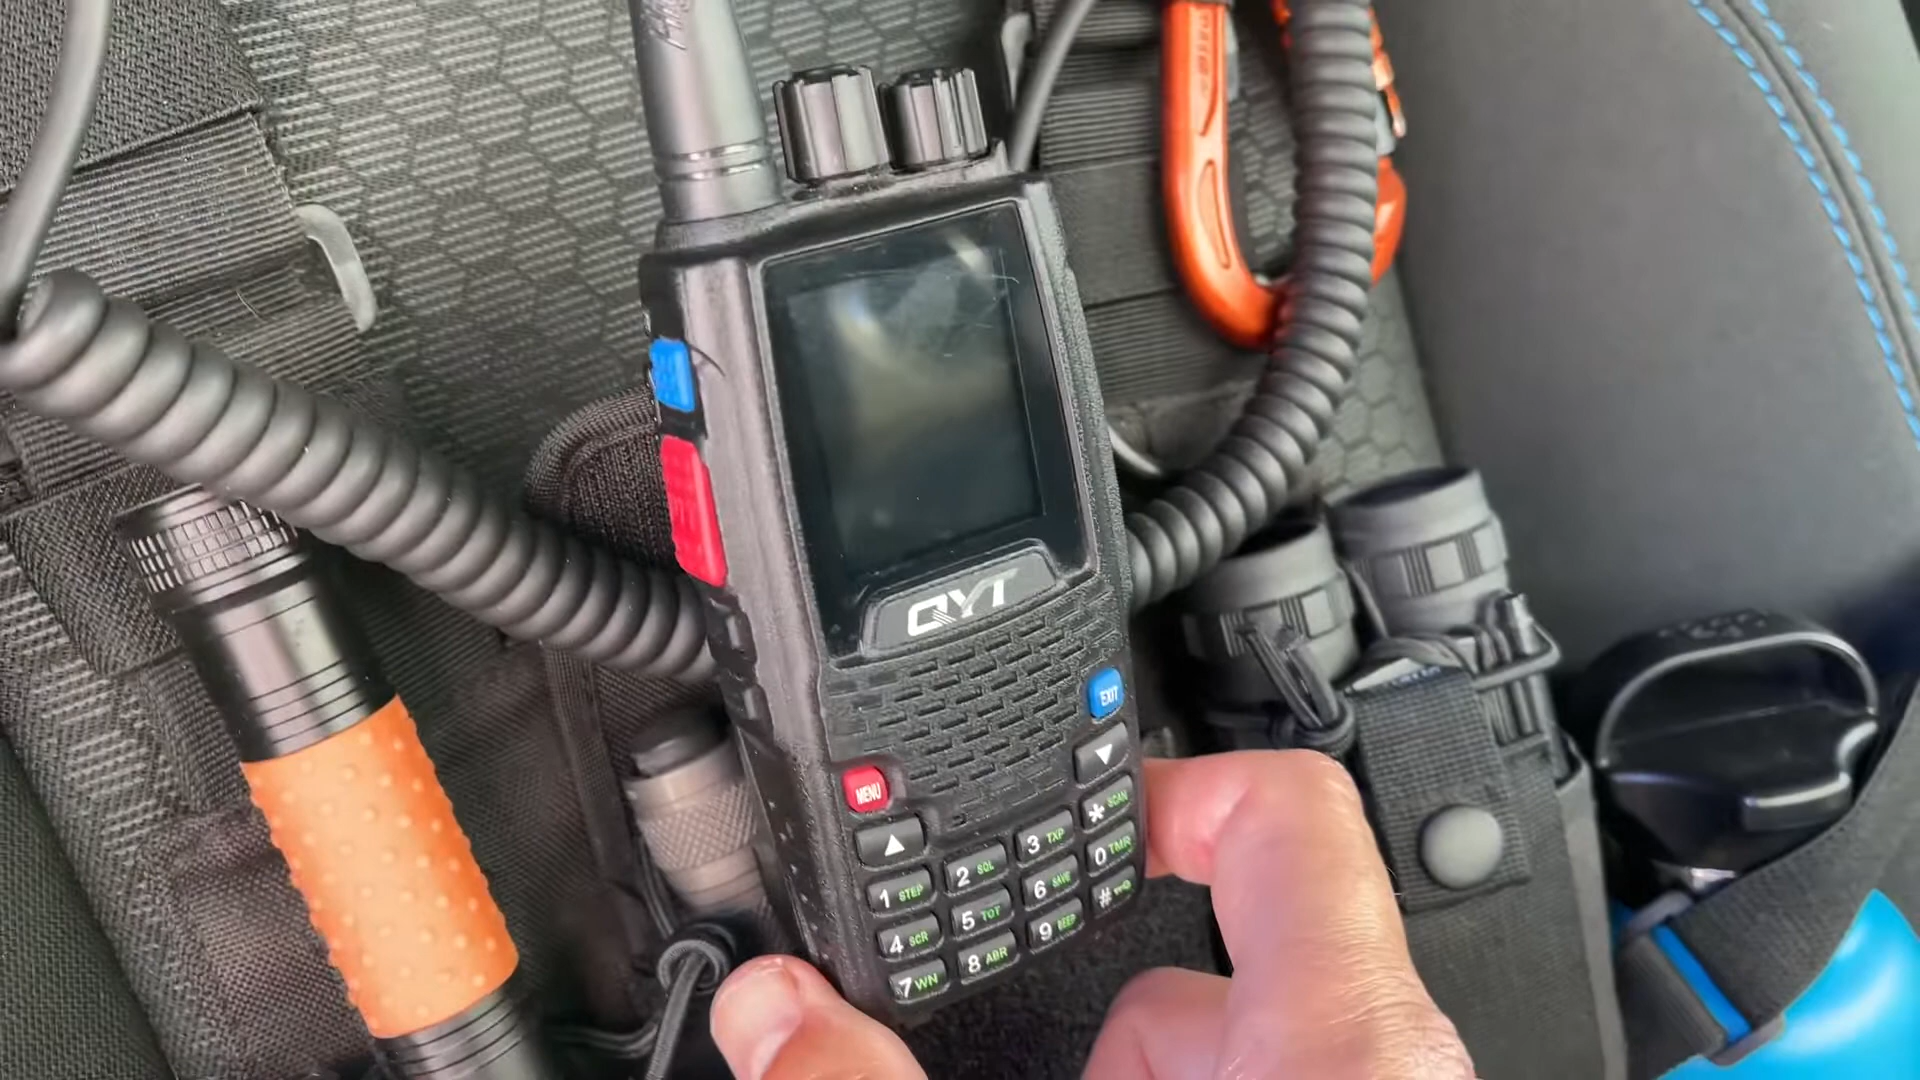 QYT
EXIT
MENU
1 STEP
2 SQL
3 TXP
* SCAN
4 SCR
5 TOT
6 SAVE
0 TMR
7 WN
8 ABR
9 BEEP
#